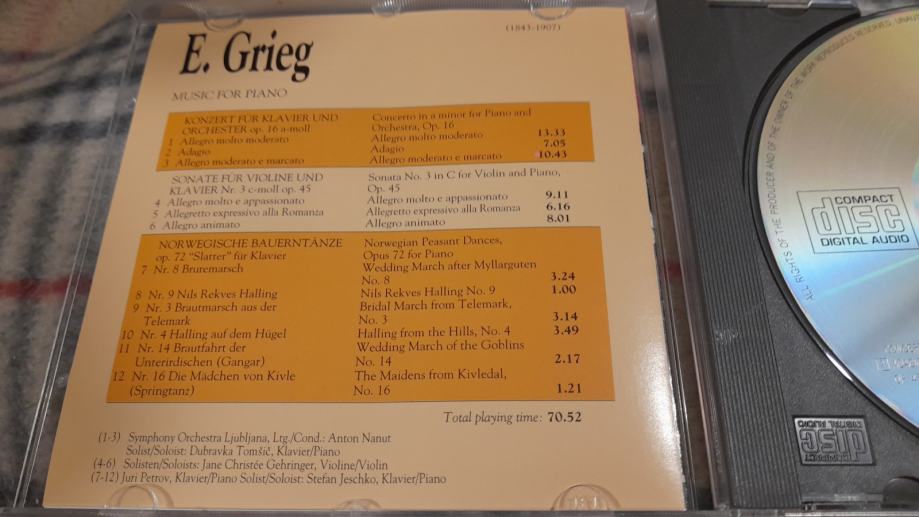 E. Grieg
(1843-1907)
MUSIC FOR PIANO
KONZERT FÜR KLAVIER UND Concerto in a minor for Piano and
ORCHESTER op. 16 a-moll Orchestra, Op. 16
1 Allegro molto moderato Allegro molto moderato 13.33
2 Adagio Adagio 7.05
3 Allegro moderato e marcato Allegro moderato e marcato 10.43
SONATE FÜR VIOLINE UND Sonata No. 3 in C for Violin and Piano,
KLAVIER Nr. 3 c-moll op. 45 Op. 45
4 Allegro molto e appassionato Allegro molto e appassionato 9.11
5 Allegretto expressivo alla Romanza Allegretto expressivo alla Romanza 6.16
6 Allegro animato Allegro animato 8.01
NORWEGISCHE BAUERNTÄNZE Norwegian Peasant Dances,
op. 72 "Slatter" für Klavier Opus 72 for Piano
7 Nr. 8 Bruremarsch Wedding March after Myllarguten
No. 8 3.24
8 Nr. 9 Nils Rekves Halling Nils Rekves Halling No. 9 1.00
9 Nr. 3 Brautmarsch aus der Bridal March from Telemark,
Telemark No. 3 3.14
10 Nr. 4 Halling auf dem Hügel Halling from the Hills, No. 4 3.49
11 Nr. 14 Brautfahrt der Wedding March of the Goblins
Unterirdischen (Gangar) No. 14 2.17
12 Nr. 16 Die Mädchen von Kivle The Maidens from Kivledal,
(Springtanz) No. 16 1.21
Total playing time: 70.52
(1-3) Symphony Orchestra Ljubljana, Ltg./Cond.: Anton Nanut
Solist/Soloist: Dubravka Tomšič, Klavier/Piano
(4-6) Solisten/Soloists: Jane Christée Gehringer, Violine/Violin
(7-12) Juri Petrov, Klavier/Piano Solist/Soloist: Stefan Jeschko, Klavier/Piano
ALL RIGHTS OF THE PRODUCER AND OF THE OWNER OF THE WORK REPRODUCED RESERVED.
COMPACT
disc
DIGITAL AUDIO
COMPACT
disc
DIGITAL AUDIO